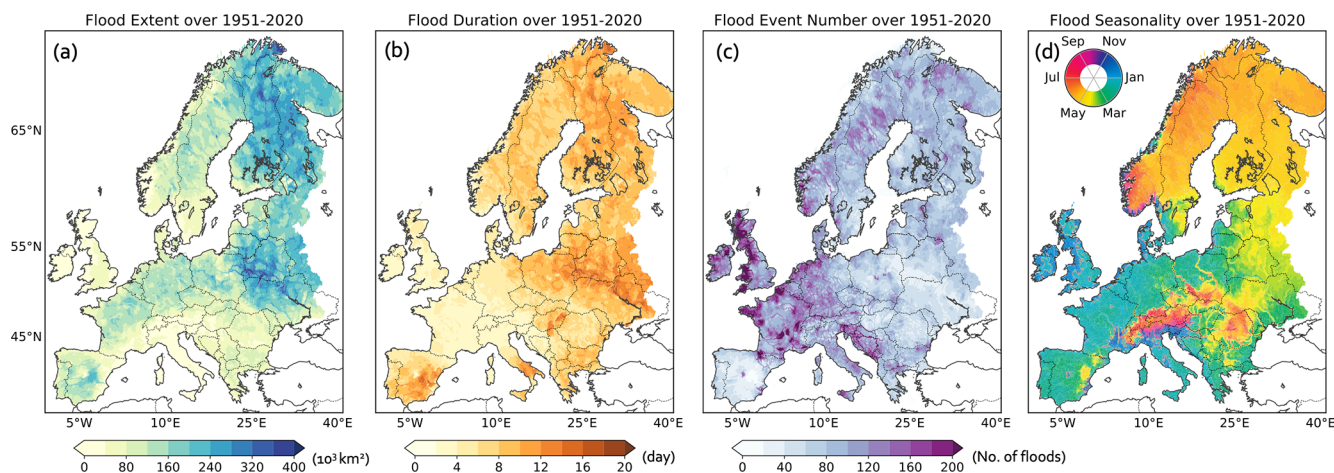 Flood Extent over 1951-2020
Flood Duration over 1951-2020
Flood Event Number over 1951-2020
Flood Seasonality over 1951-2020
(a)
(b)
(c)
(d)
Sep
Nov
Jul
Jan
May
Mar
65°N
55°N
45°N
5°W
10°E
25°E
40°E
5°W
10°E
25°E
40°E
5°W
10°E
25°E
40°E
5°W
10°E
25°E
40°E
0 80 160 240 320 400 (10³ km²)
0 4 8 12 16 20 (day)
0 40 80 120 160 200 (No. of floods)